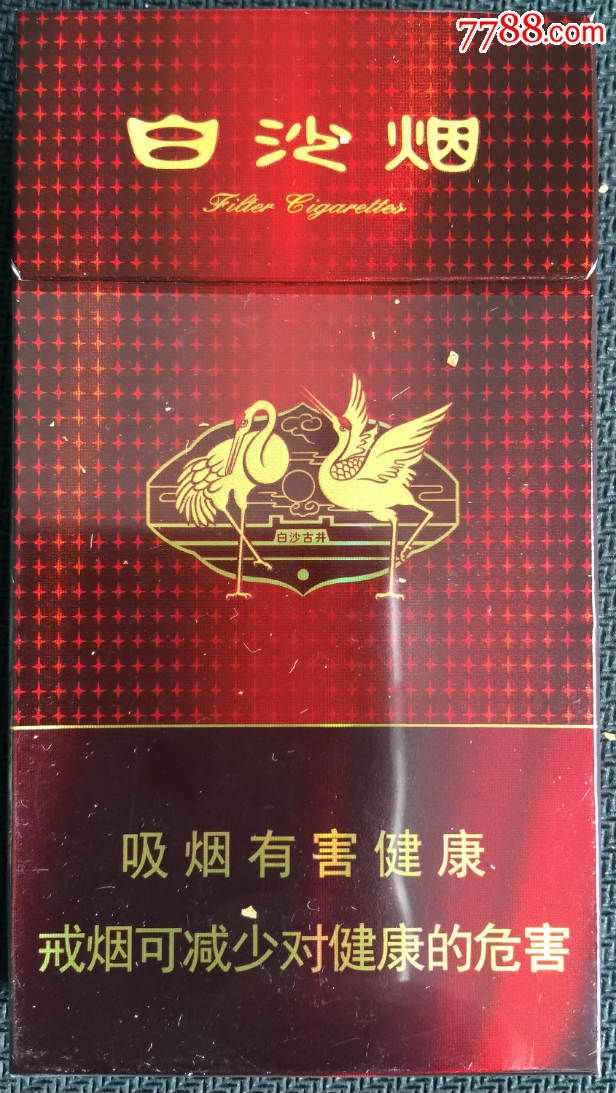 7788.com
白沙烟
Filter Cigarettes
白沙古井
吸烟有害健康
戒烟可减少对健康的危害